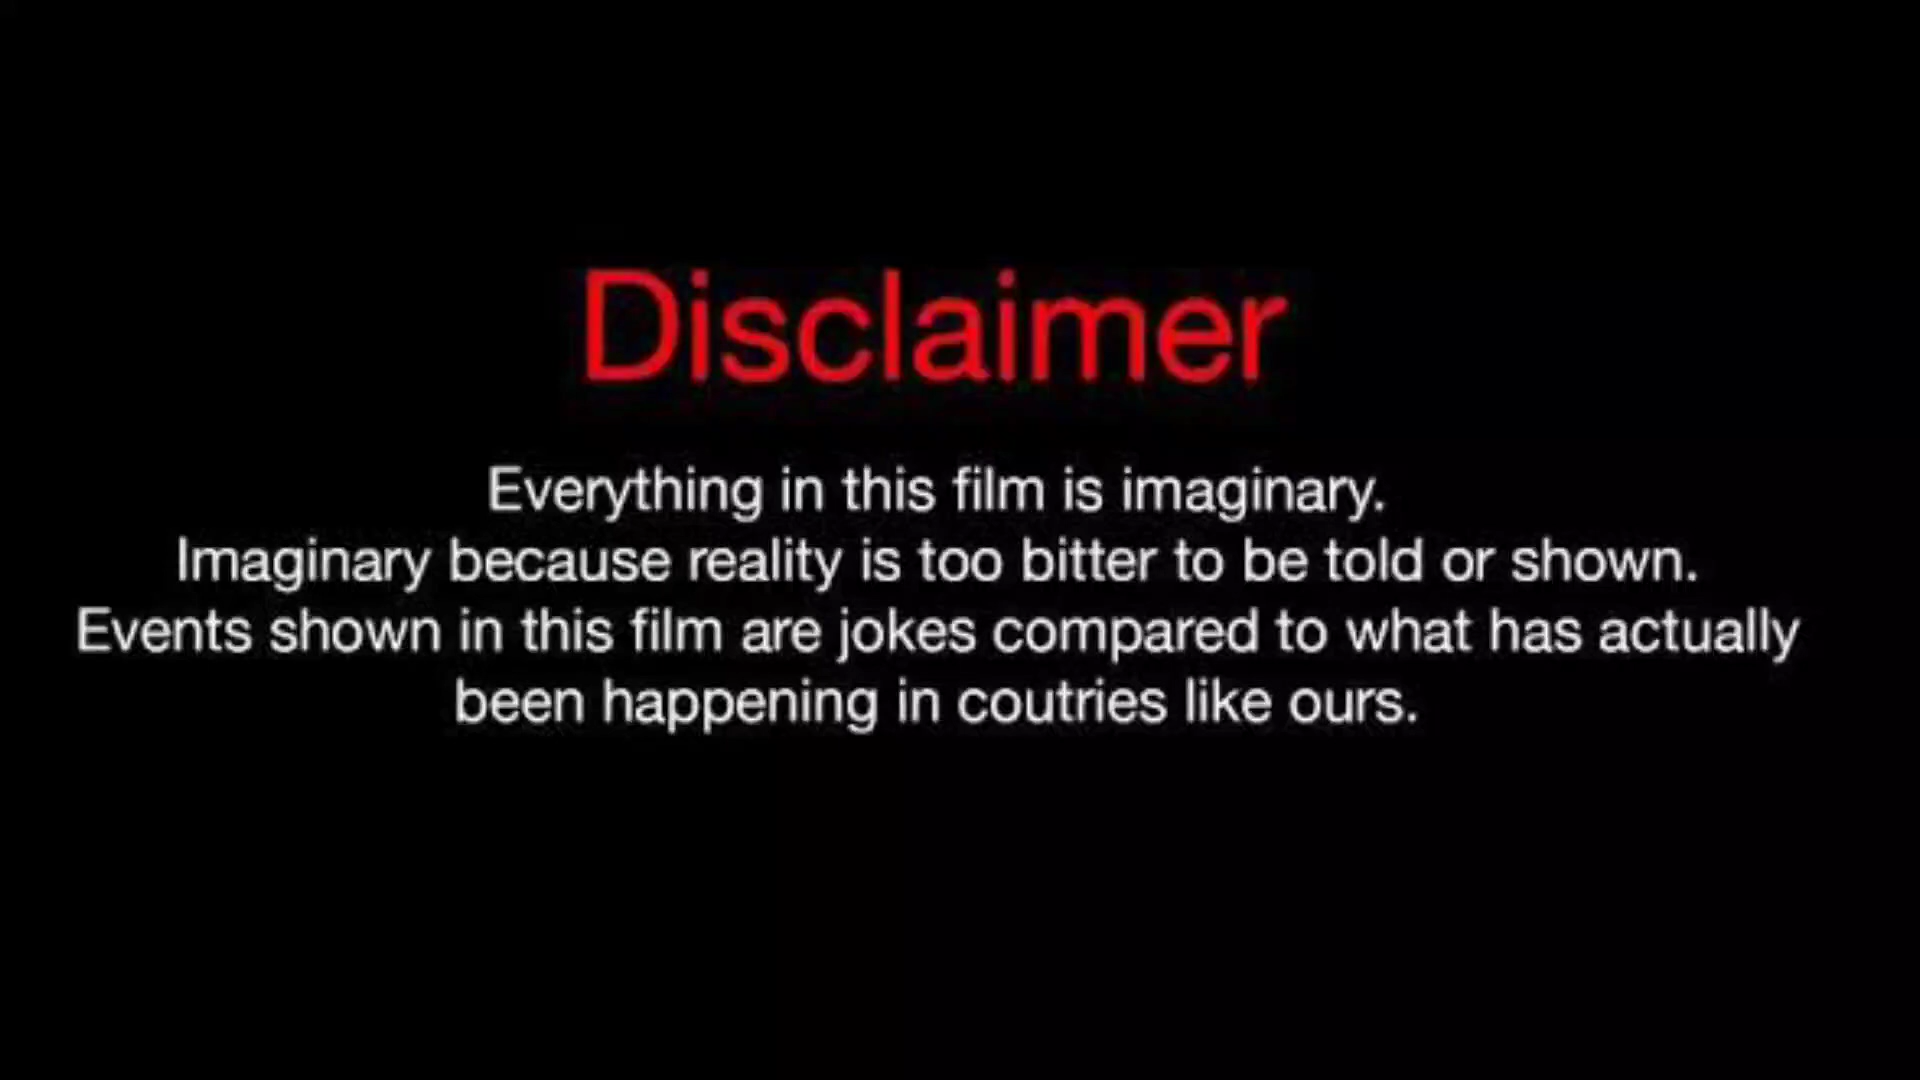 Disclaimer
Everything in this film is imaginary.
Imaginary because reality is too bitter to be told or shown.
Events shown in this film are jokes compared to what has actually
been happening in coutries like ours.